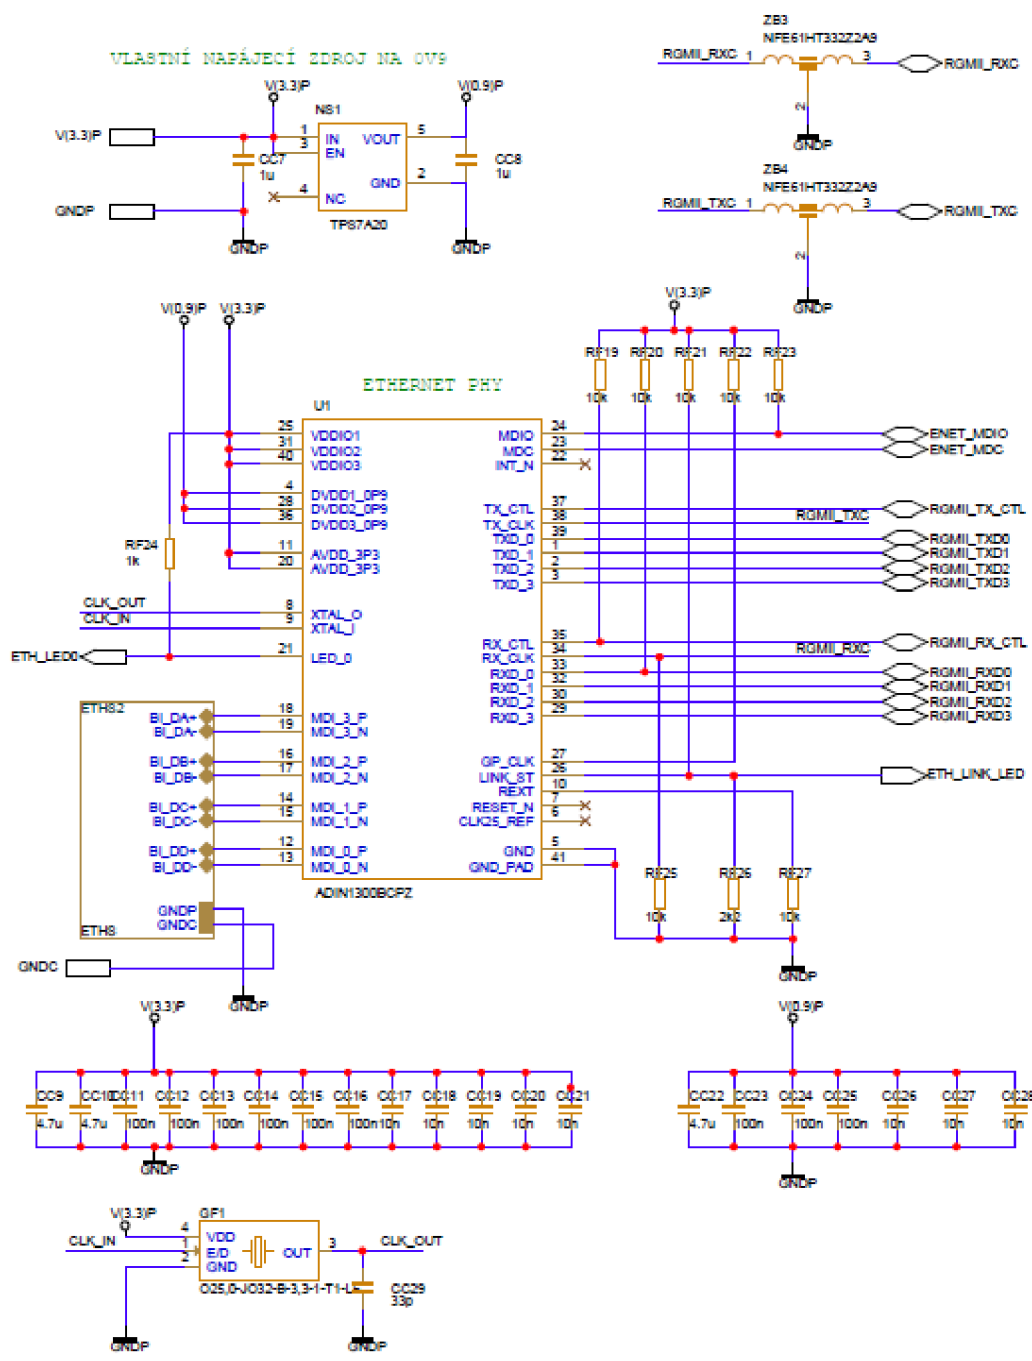 VLASTNÍ NAPÁJECÍ ZDROJ NA 0V9
V(3.3)P
V(0.9)P
NS1
V(3.3)P
1 IN VOUT 5
3 EN
CC7
1u
CC8
1u
GND 2
4 NC
GNDP
TPS7A20
GNDP
GNDP
ZB3
NFE61HT332Z2A9
RGMII_RXC 1 3 RGMII_RXC
2
GNDP
ZB4
NFE61HT332Z2A9
RGMII_TXC 1 3 RGMII_TXC
2
GNDP
V(0.9)P V(3.3)P
V(3.3)P
RF19 RF20 RF21 RF22 RF23
10k 10k 10k 10k 10k
ETHERNET PHY
U1
25 VDDIO1
31 VDDIO2
40 VDDIO3
4 DVDD1_0P9
28 DVDD2_0P9
36 DVDD3_0P9
11 AVDD_3P3
20 AVDD_3P3
RF24
1k
CLK_OUT 8 XTAL_O
CLK_IN 9 XTAL_I
ETH_LED0 21 LED_0
ETHS2
BI_DA+ 18 MDI_3_P
BI_DA- 19 MDI_3_N
BI_DB+ 16 MDI_2_P
BI_DB- 17 MDI_2_N
BI_DC+ 14 MDI_1_P
BI_DC- 15 MDI_1_N
BI_DD+ 12 MDI_0_P
BI_DD- 13 MDI_0_N
GNDP
GNDC
ETHS
GNDC
GNDP
MDIO 24 ENET_MDIO
MDC 23 ENET_MDC
INT_N 22
TX_CTL 37 RGMII_TX_CTL
TX_CLK 38 RGMII_TXC
TXD_0 39 RGMII_TXD0
TXD_1 1 RGMII_TXD1
TXD_2 2 RGMII_TXD2
TXD_3 3 RGMII_TXD3
RX_CTL 35 RGMII_RX_CTL
RX_CLK 34 RGMII_RXC
RXD_0 33 RGMII_RXD0
RXD_1 32 RGMII_RXD1
RXD_2 30 RGMII_RXD2
RXD_3 29 RGMII_RXD3
GP_CLK 27
LINK_ST 26 ETH_LINK_LED
REXT 10
RESET_N 7
CLK25_REF 6
GND 5
GND_PAD 41
ADIN1300BCPZ
RF25 RF26 RF27
10k 2k2 10k
GNDP
V(3.3)P
CC9 CC10 CC11 CC12 CC13 CC14 CC15 CC16 CC17 CC18 CC19 CC20 CC21
4.7u 4.7u 100n 100n 100n 100n 100n 100n 10n 10n 10n 10n 10n
GNDP
V(0.9)P
CC22 CC23 CC24 CC25 CC26 CC27 CC28
4.7u 100n 100n 100n 10n 10n 10n
GNDP
V(3.3)P
GF1
4 VDD
CLK_IN 1 E/D OUT 3 CLK_OUT
2 GND
O25,0-JO32-B-3,3-1-T1-LF
CC29
33p
GNDP
GNDP